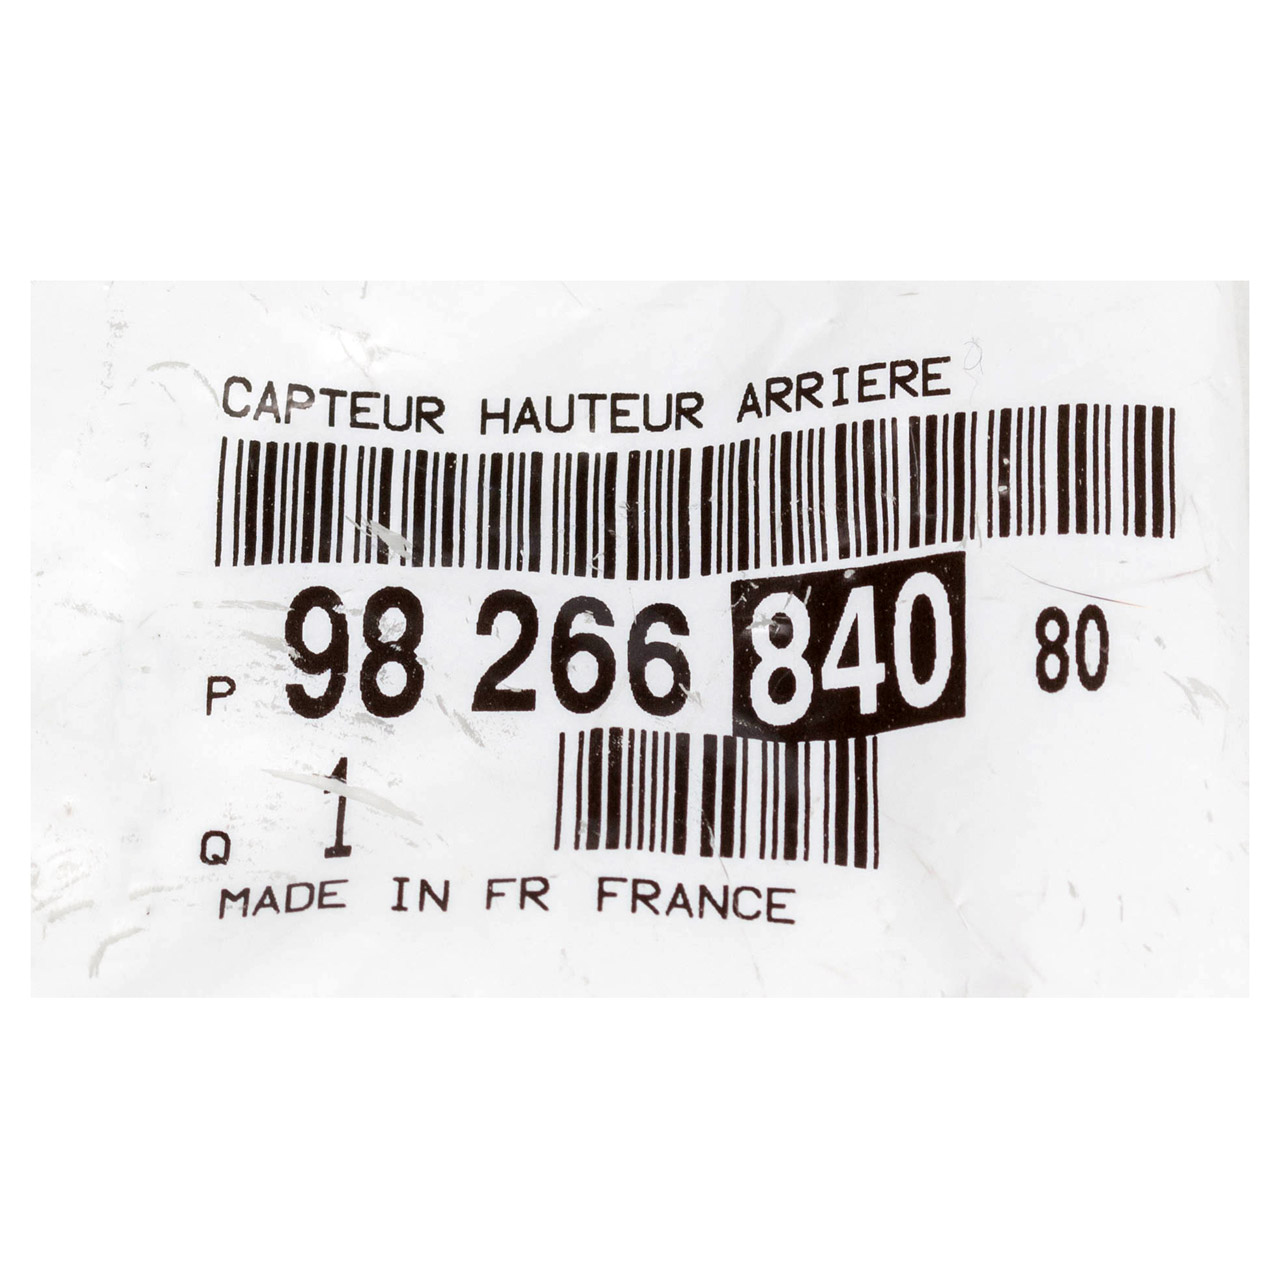 CAPTEUR HAUTEUR ARRIERE
P 98 266 840 80
Q 1
MADE IN FR FRANCE